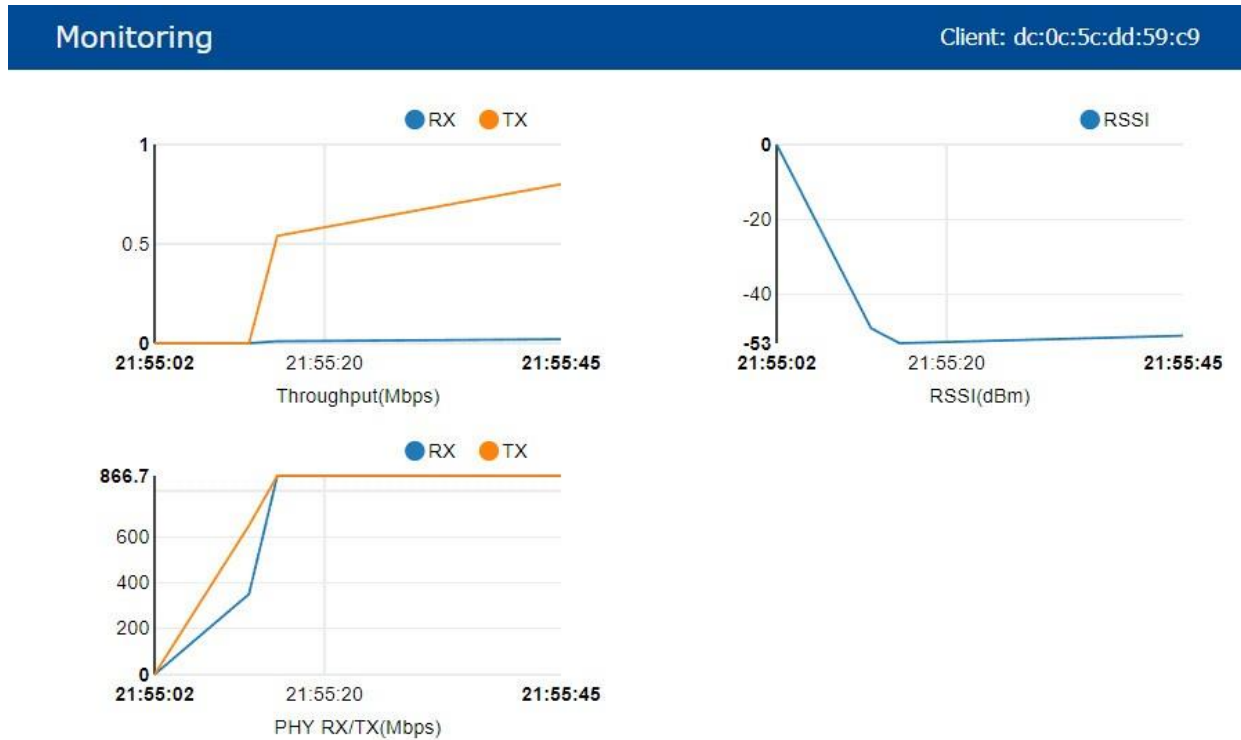 Monitoring
Client: dc:0c:5c:dd:59:c9
RX TX
1
0.5
0
21:55:02 21:55:20 21:55:45
Throughput(Mbps)
RSSI
0
-20
-40
-53
21:55:02 21:55:20 21:55:45
RSSI(dBm)
RX TX
866.7
600
400
200
0
21:55:02 21:55:20 21:55:45
PHY RX/TX(Mbps)